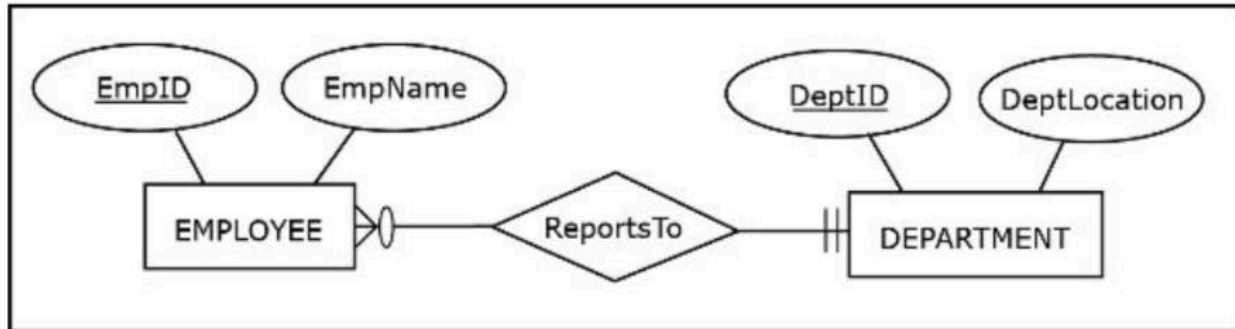 EmpID
EmpName
DeptID
DeptLocation
EMPLOYEE
ReportsTo
DEPARTMENT